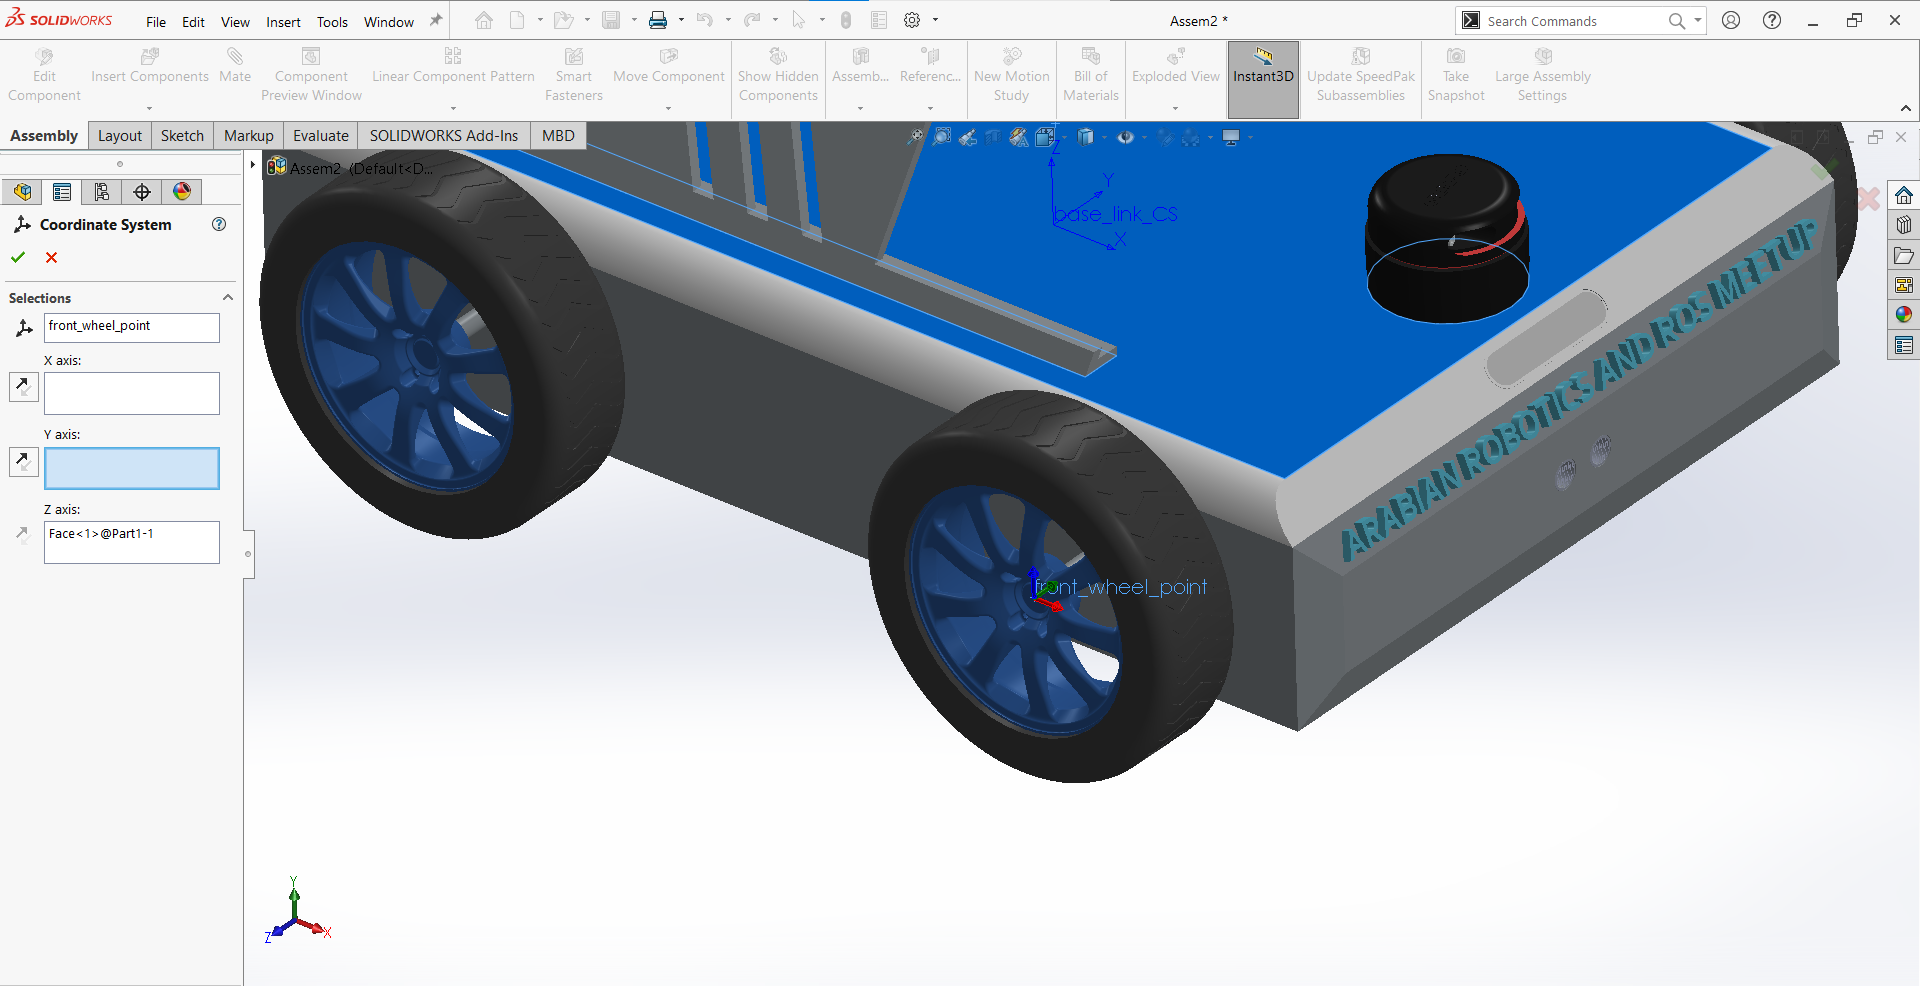 SOLIDWORKS
File Edit View Insert Tools Window
Assem2 *
Search Commands
Edit Component
Insert Components
Mate
Component Preview Window
Linear Component Pattern
Smart Fasteners
Move Component
Show Hidden Components
Assemb...
Referenc...
New Motion Study
Bill of Materials
Exploded View
Instant3D
Update SpeedPak Subassemblies
Take Snapshot
Large Assembly Settings
Assembly Layout Sketch Markup Evaluate SOLIDWORKS Add-Ins MBD
Assem2 (Default<D...
Coordinate System
Selections
front_wheel_point
X axis:
Y axis:
Z axis:
Face<1>@Part1-1
Z
Y
base_link_CS
X
ARABIAN ROBOTICS AND ROS MEETUP
front_wheel_point
Y
Z
X